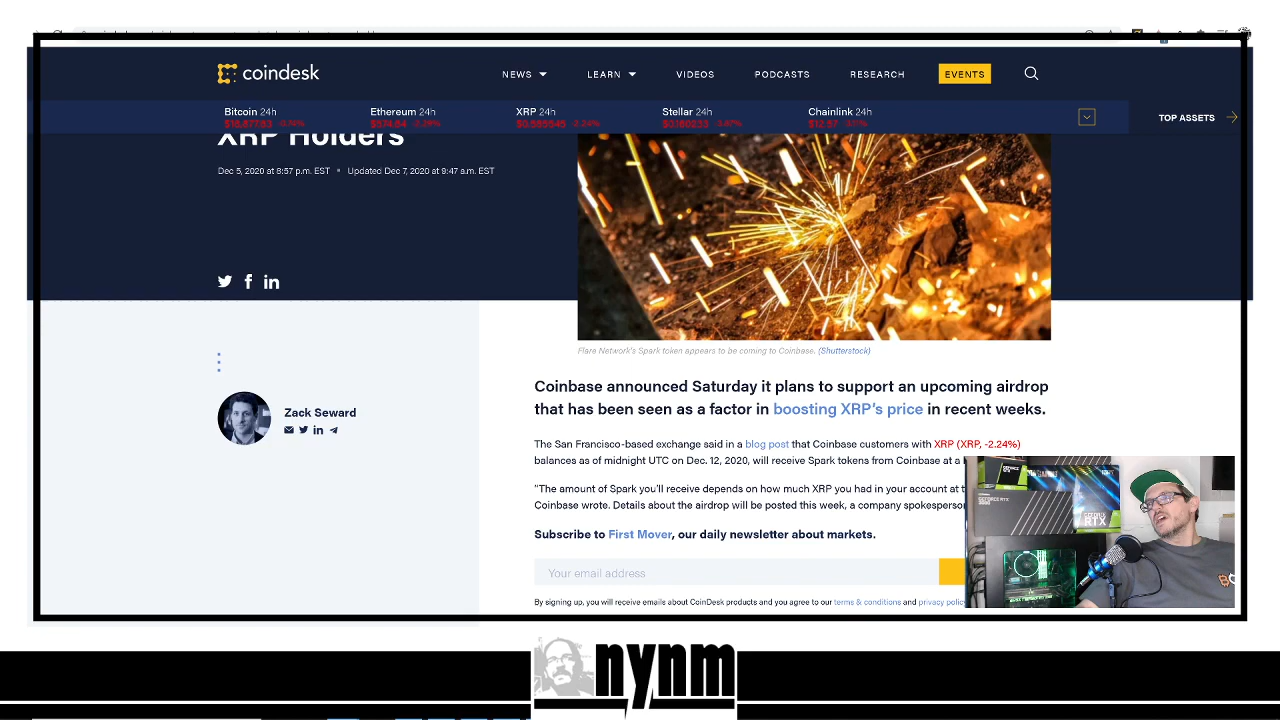 coindesk
NEWS
LEARN
VIDEOS
PODCASTS
RESEARCH
EVENTS
Bitcoin 24h
Ethereum 24h
XRP 24h
Stellar 24h
Chainlink 24h
TOP ASSETS
XRP Holders
Dec 5, 2020 at 8:57 p.m. EST
Updated Dec 7, 2020 at 9:47 a.m. EST
Flare Network's Spark token appears to be coming to Coinbase. (Shutterstock)
Zack Seward
Coinbase announced Saturday it plans to support an upcoming airdrop
that has been seen as a factor in boosting XRP's price in recent weeks.
The San Francisco-based exchange said in a blog post that Coinbase customers with XRP (XRP, -2.24%)
balances as of midnight UTC on Dec. 12, 2020, will receive Spark tokens from Coinbase at a
"The amount of Spark you'll receive depends on how much XRP you had in your account at
Coinbase wrote. Details about the airdrop will be posted this week, a company spokesperson
Subscribe to First Mover, our daily newsletter about markets.
Your email address
By signing up, you will receive emails about CoinDesk products and you agree to our terms & conditions and privacy policy
RTX
nynm